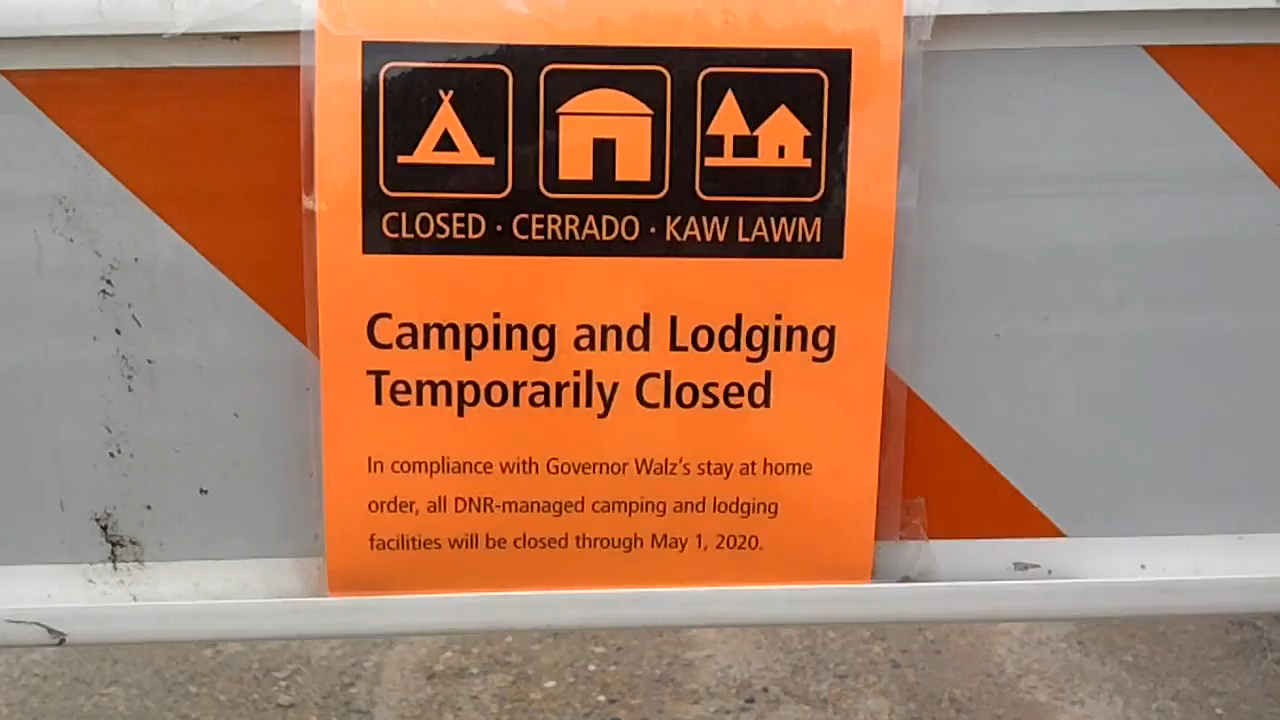 CLOSED · CERRADO · KAW LAWM
Camping and Lodging
Temporarily Closed
In compliance with Governor Walz's stay at home
order, all DNR-managed camping and lodging
facilities will be closed through May 1, 2020.